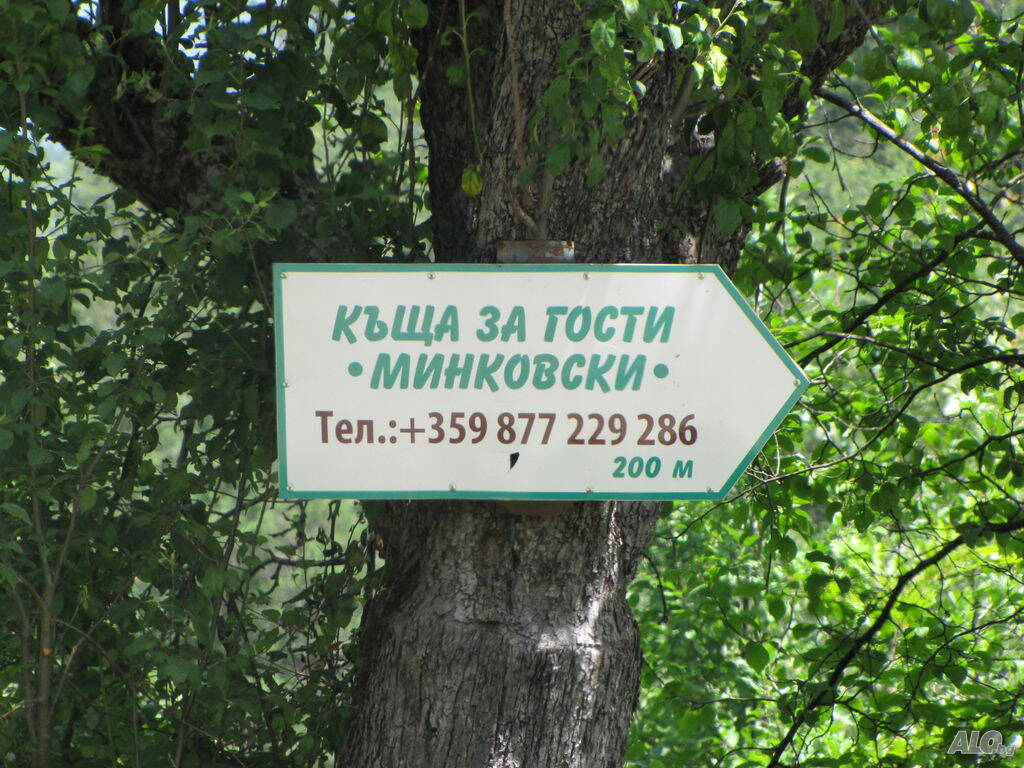 КЪЩА ЗА ГОСТИ
•МИНКОВСКИ•
Тел.:+359 877 229 286
200 м
ALO.bg